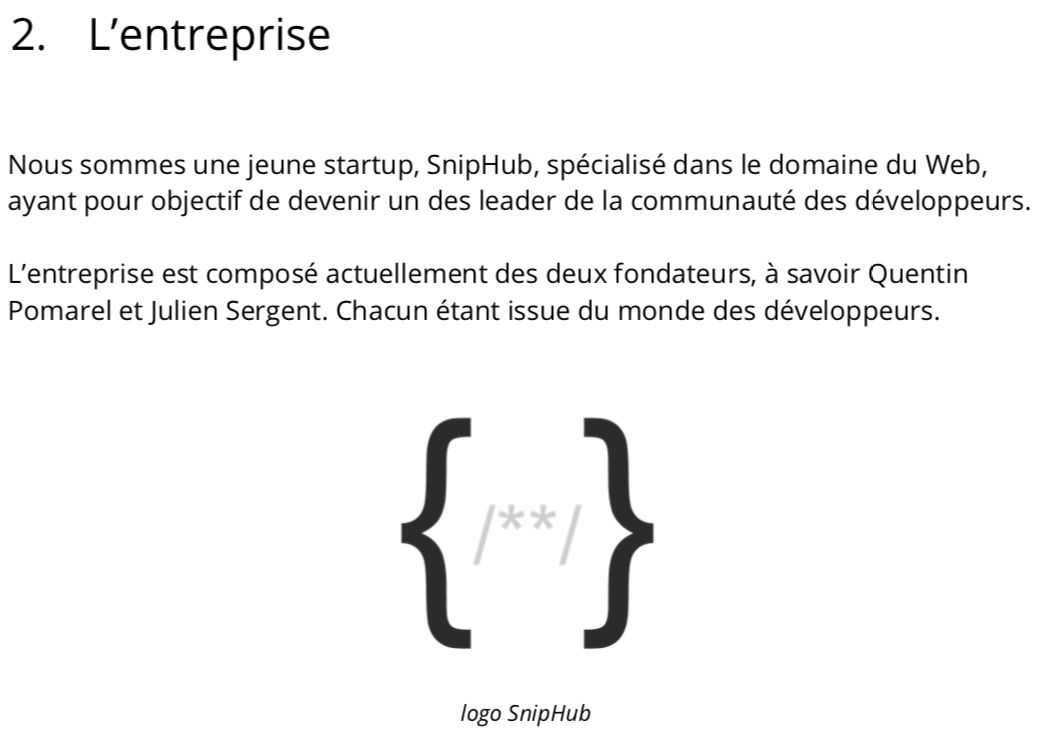 2. L’entreprise
Nous sommes une jeune startup, SnipHub, spécialisé dans le domaine du Web,
ayant pour objectif de devenir un des leader de la communauté des développeurs.
L’entreprise est composé actuellement des deux fondateurs, à savoir Quentin
Pomarel et Julien Sergent. Chacun étant issue du monde des développeurs.
{/**/}
logo SnipHub